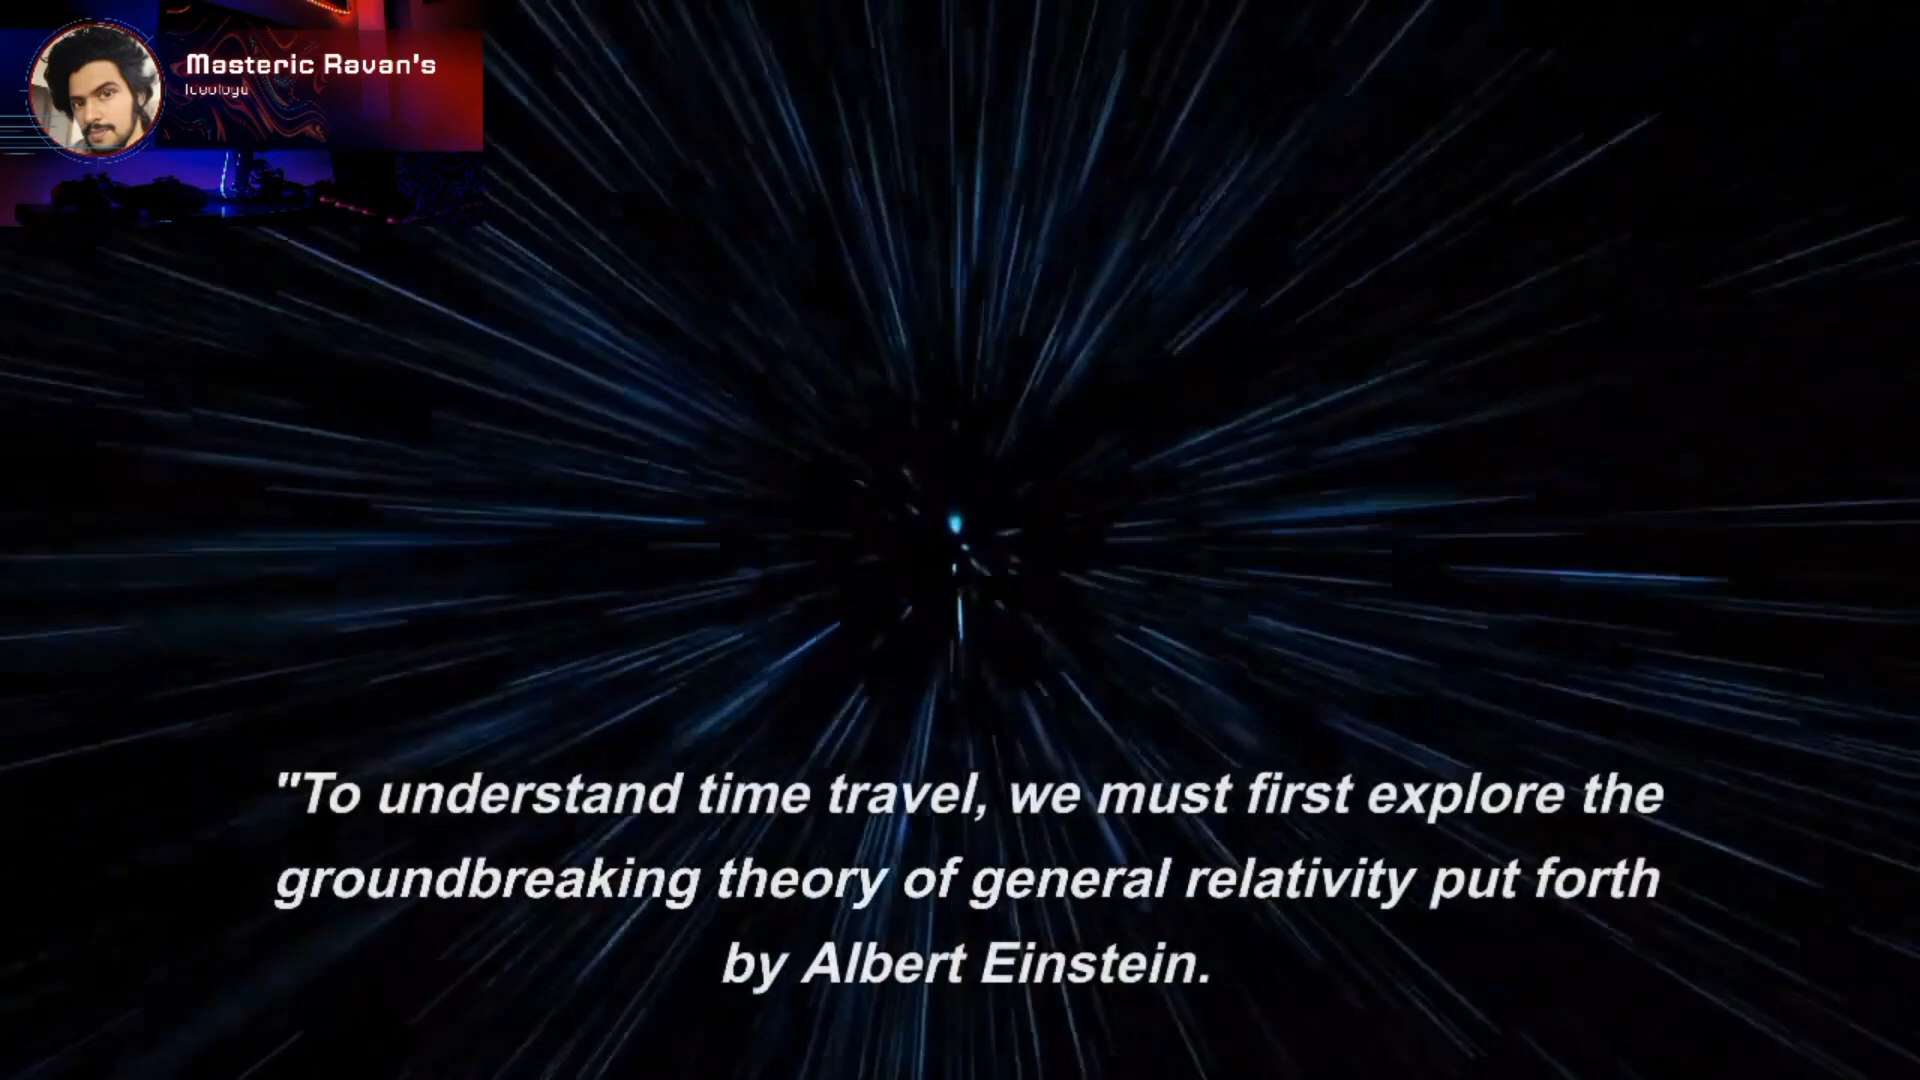 Masteric Ravan's
"To understand time travel, we must first explore the
groundbreaking theory of general relativity put forth
by Albert Einstein.